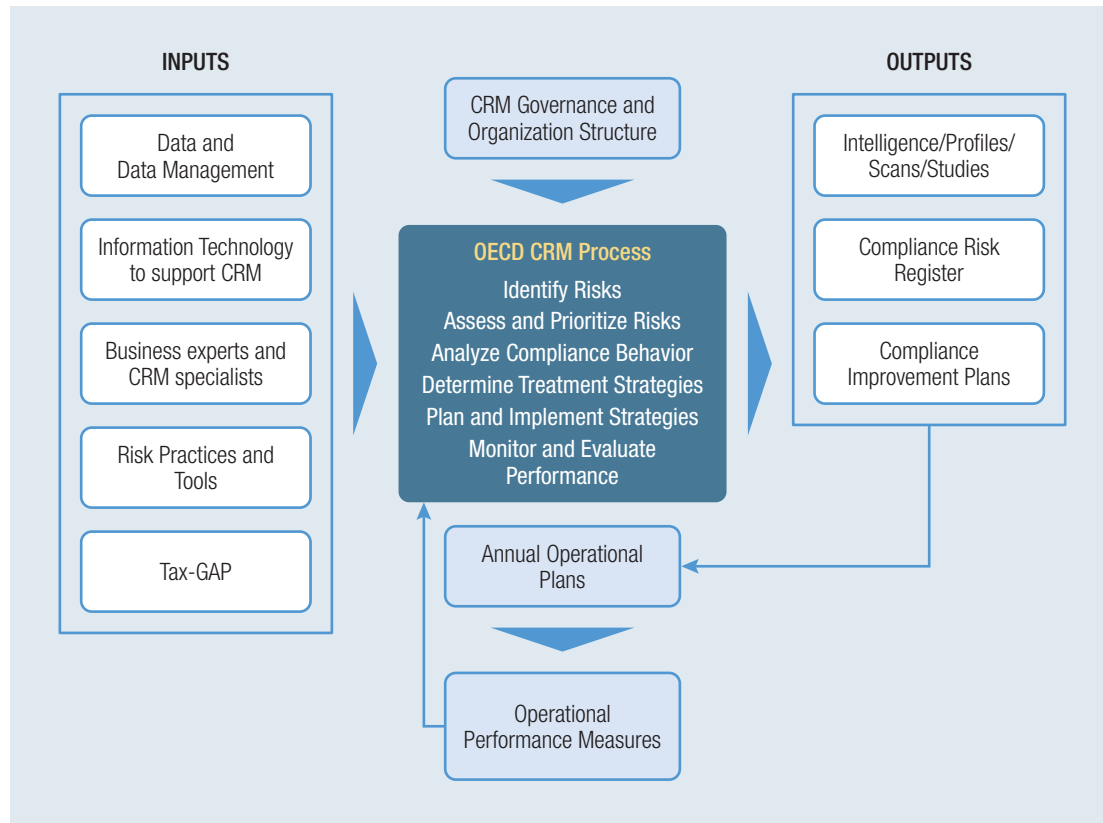 INPUTS
Data and
Data Management
Information Technology
to support CRM
Business experts and
CRM specialists
Risk Practices and
Tools
Tax-GAP
CRM Governance and
Organization Structure
OECD CRM Process
Identify Risks
Assess and Prioritize Risks
Analyze Compliance Behavior
Determine Treatment Strategies
Plan and Implement Strategies
Monitor and Evaluate
Performance
Annual Operational
Plans
Operational
Performance Measures
OUTPUTS
Intelligence/Profiles/
Scans/Studies
Compliance Risk
Register
Compliance
Improvement Plans